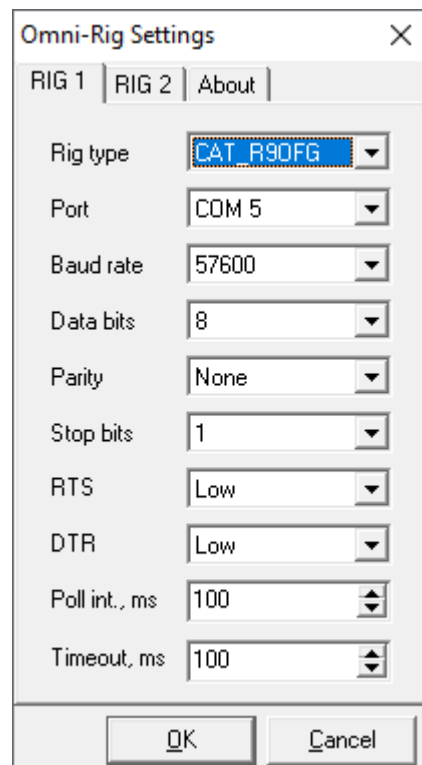 Omni-Rig Settings
RIG 1 RIG 2 About
Rig type CAT_R9OFG
Port COM 5
Baud rate 57600
Data bits 8
Parity None
Stop bits 1
RTS Low
DTR Low
Poll int., ms 100
Timeout, ms 100
OK Cancel